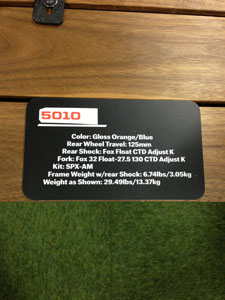 5010
Color: Gloss Orange/Blue
Rear Wheel Travel: 125mm
Rear Shock: Fox Float CTD Adjust K
Fork: Fox 32 Float-27.5 130 CTD Adjust K
Kit: SPX-AM
Frame Weight w/rear Shock: 6.74lbs/3.05kg
Weight as Shown: 29.49lbs/13.37kg